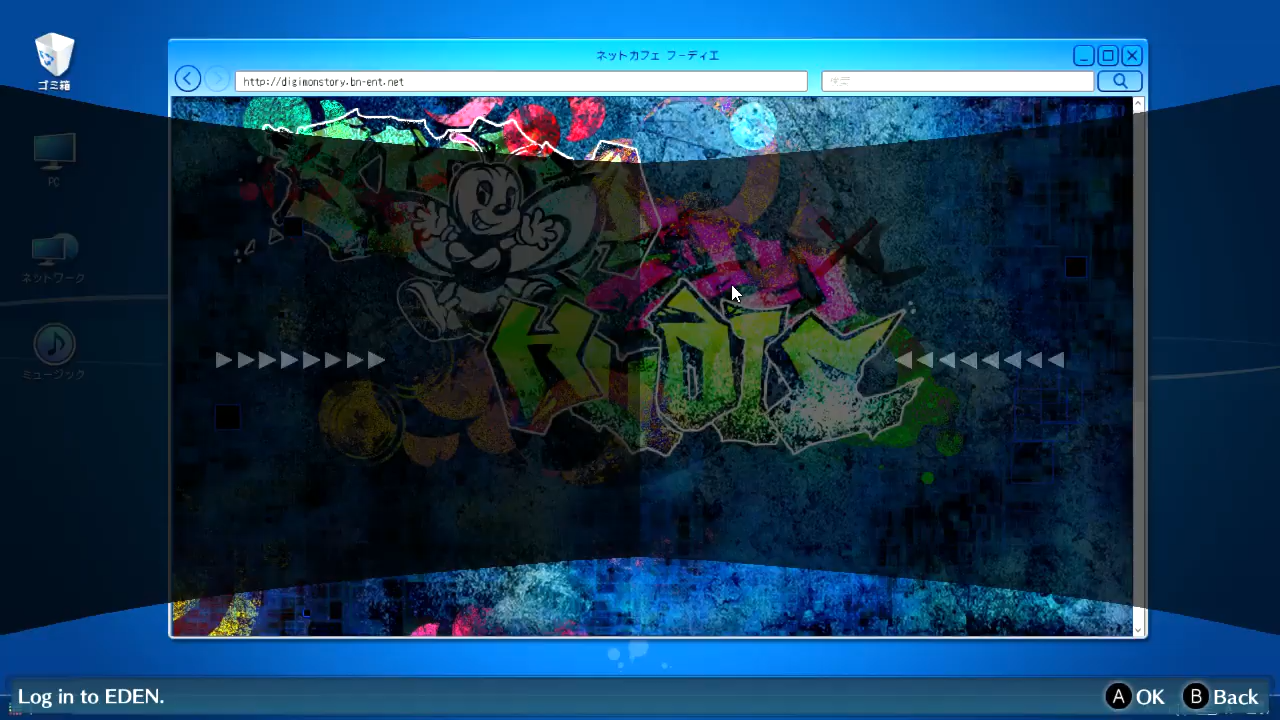 ゴミ箱
ネットカフェ フーディエ
http://digimonstory.bn-ent.net
PC
ネットワーク
ミュージック
Log in to EDEN.
A OK B Back